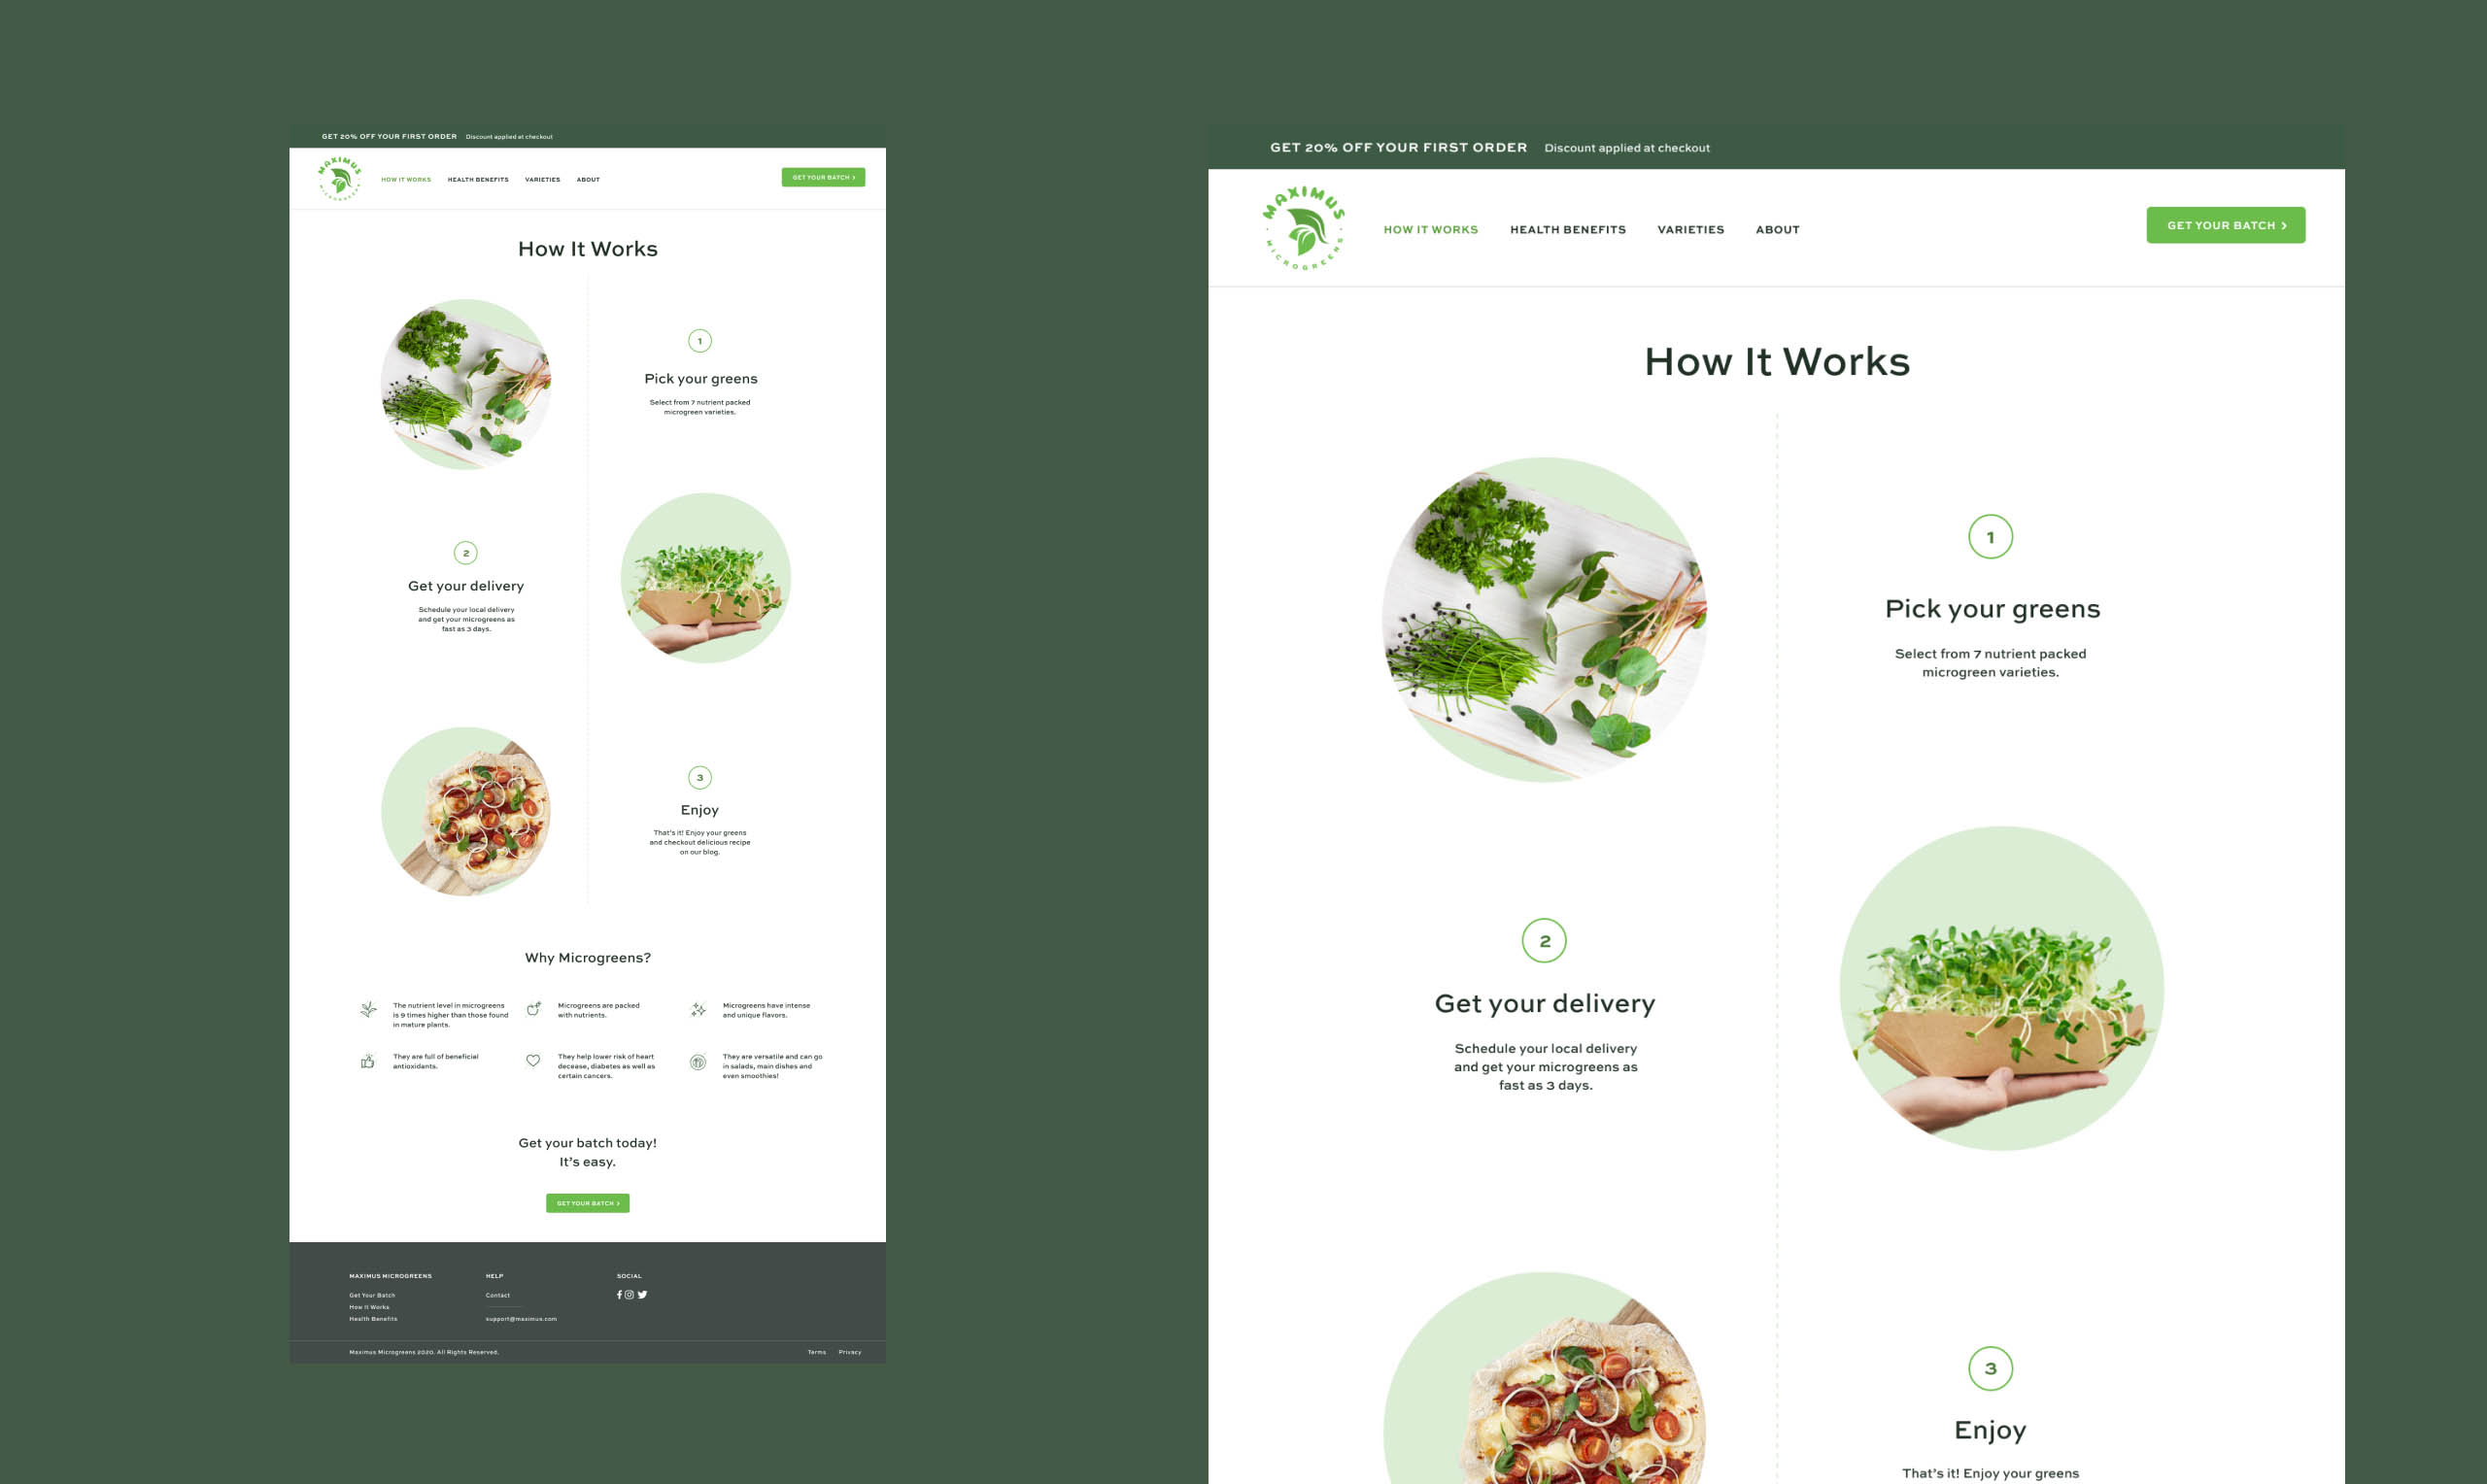 GET 20% OFF YOUR FIRST ORDER Discount applied at checkout
MAXIMUS
MICROGREENS
HOW IT WORKS HEALTH BENEFITS VARIETIES ABOUT
GET YOUR BATCH >
How It Works
1
Pick your greens
Select from 7 nutrient packed
microgreen varieties.
2
Get your delivery
Schedule your local delivery
and get your microgreens as
fast as 3 days.
3
Enjoy
That's it! Enjoy your greens
and checkout delicious recipe
on our blog.
Why Microgreens?
The nutrient level in microgreens
is 9 times higher than those found
in mature plants.
Microgreens are packed
with nutrients.
Microgreens have intense
and unique flavors.
They are full of beneficial
antioxidants.
They help lower risk of heart
decease, diabetes as well as
certain cancers.
They are versatile and can go
in salads, main dishes and
even smoothies!
Get your batch today!
It's easy.
GET YOUR BATCH >
MAXIMUS MICROGREENS
Get Your Batch
How It Works
Health Benefits
HELP
Contact
support@maximus.com
SOCIAL
Maximus Microgreens 2020. All Rights Reserved.
Terms Privacy
GET 20% OFF YOUR FIRST ORDER Discount applied at checkout
MAXIMUS
MICROGREENS
HOW IT WORKS HEALTH BENEFITS VARIETIES ABOUT
GET YOUR BATCH >
How It Works
1
Pick your greens
Select from 7 nutrient packed
microgreen varieties.
2
Get your delivery
Schedule your local delivery
and get your microgreens as
fast as 3 days.
3
Enjoy
That's it! Enjoy your greens